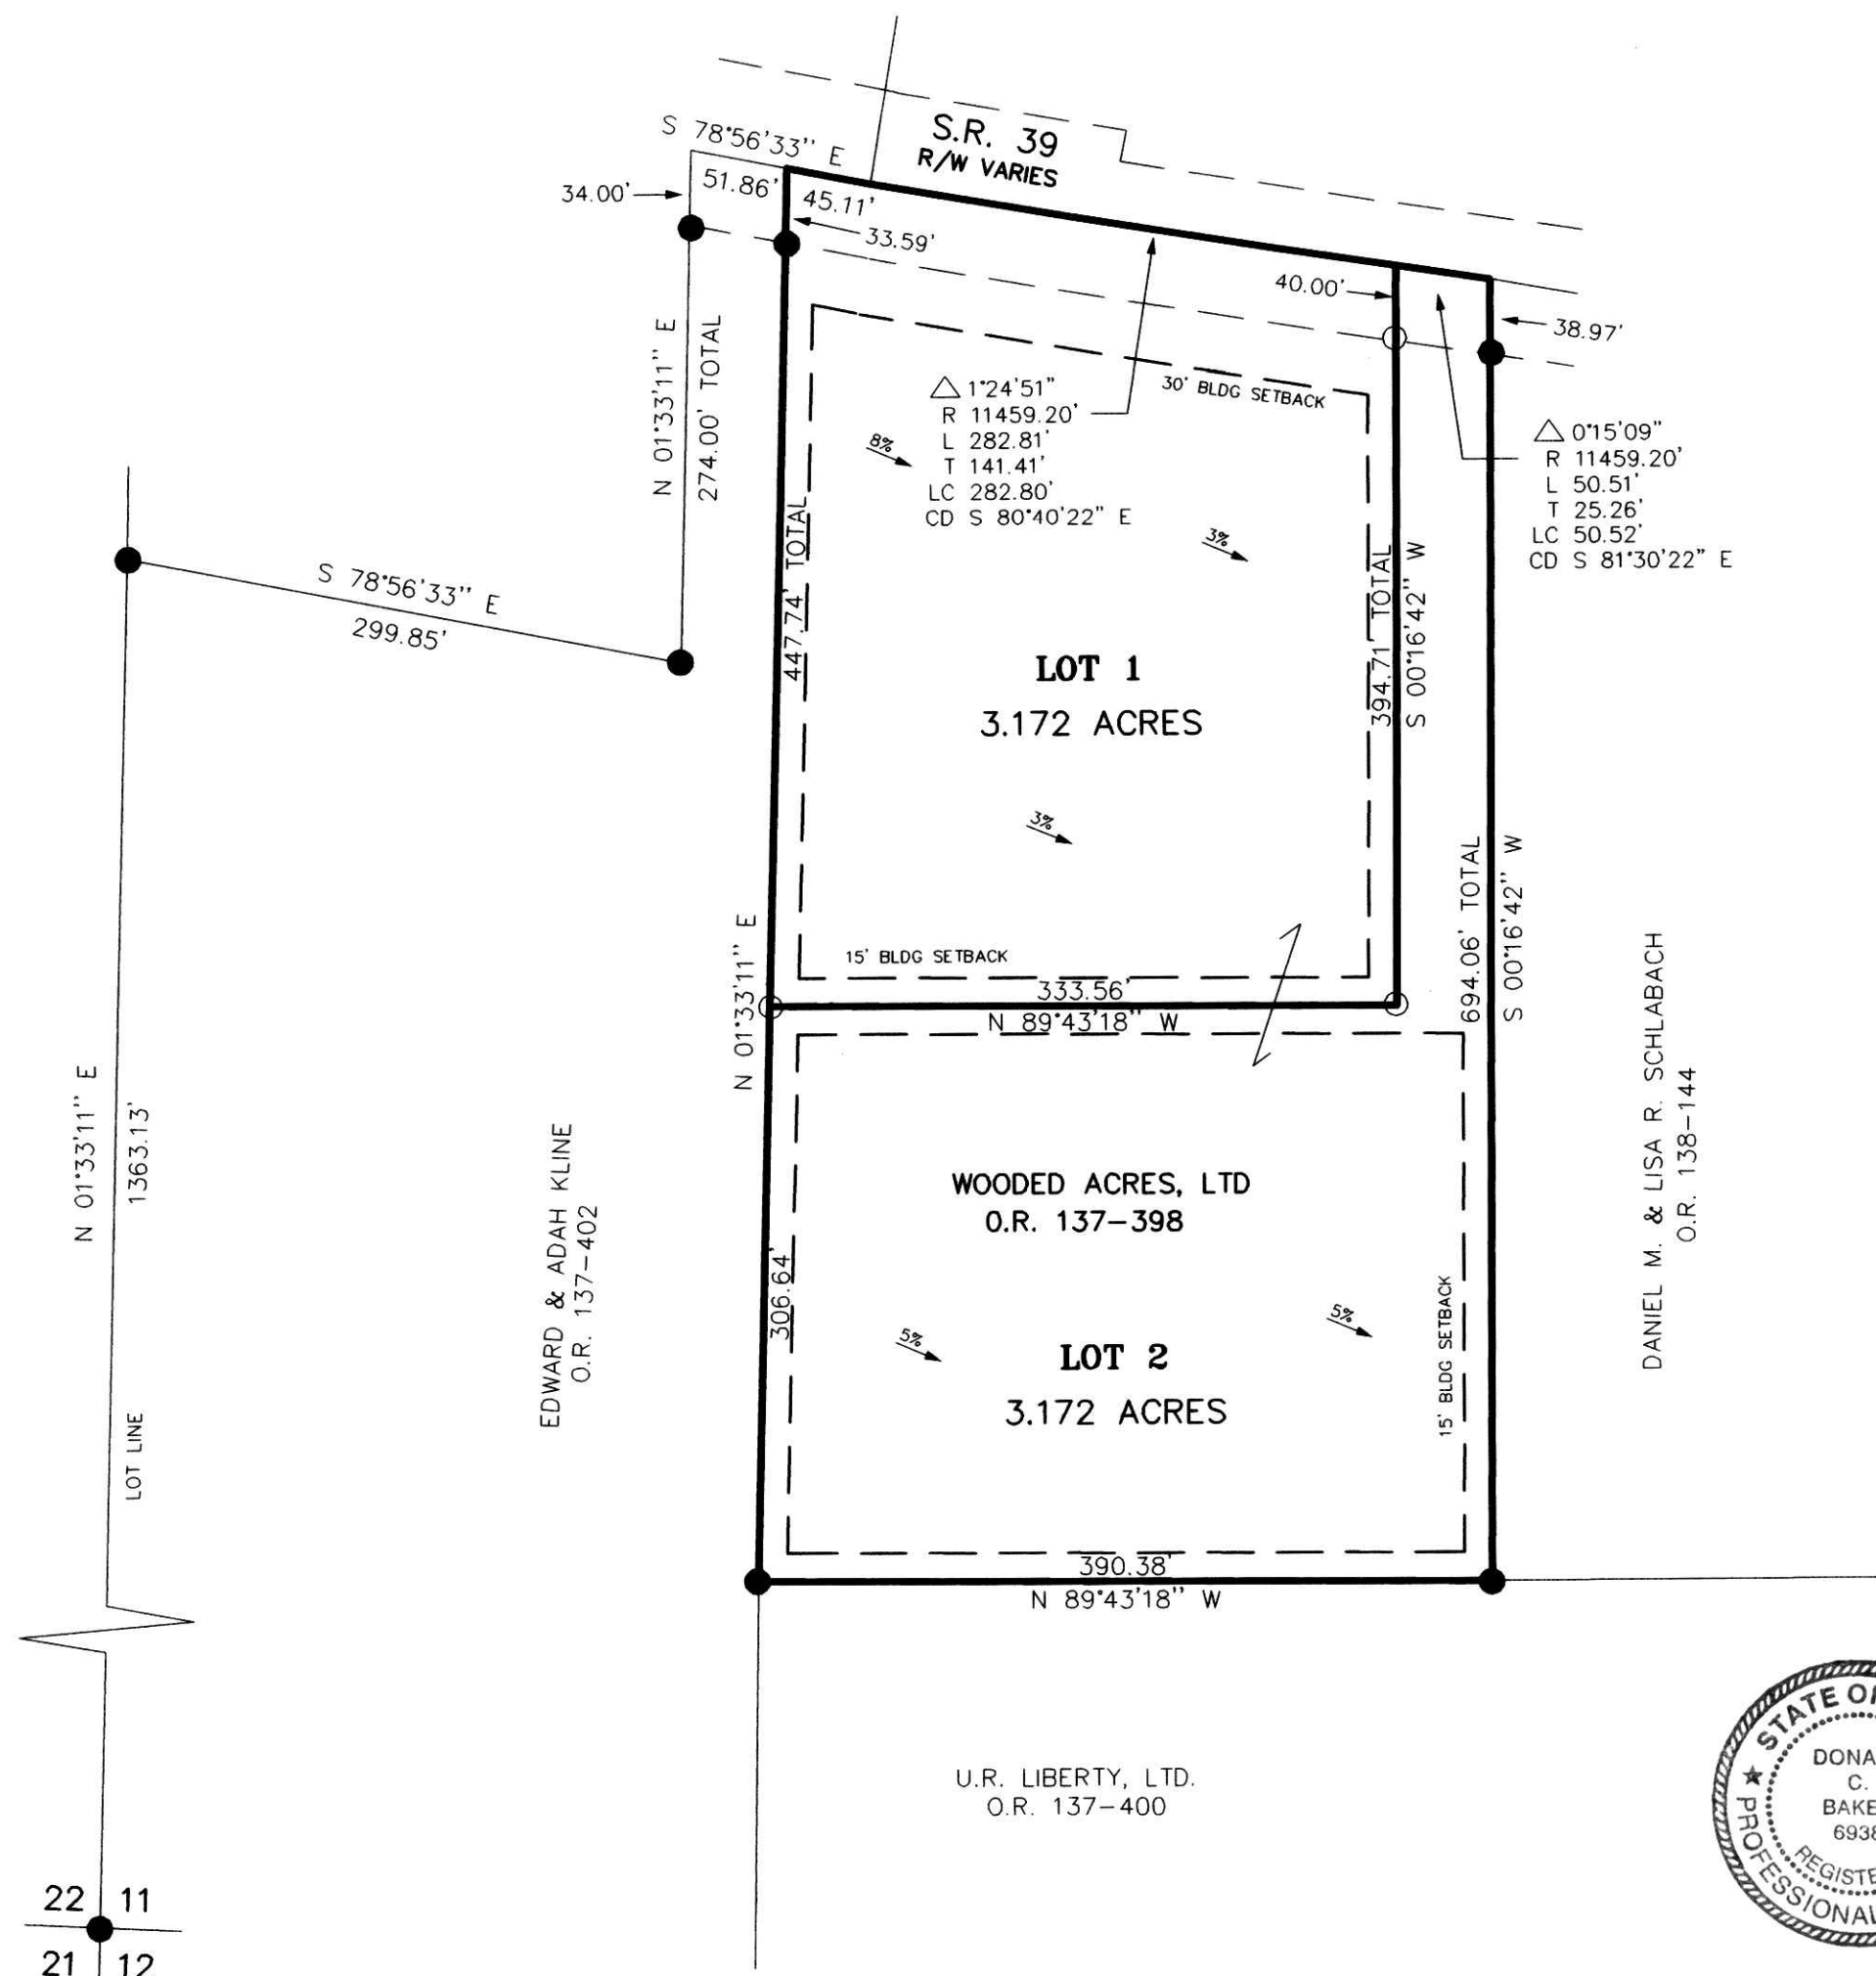 S.R. 39
R/W VARIES
S 78°56'33" E
51.86'
34.00'
45.11'
33.59'
40.00'
38.97'
N 01°33'11" E
274.00' TOTAL
30' BLDG SETBACK
△ 1°24'51"
R 11459.20'
L 282.81'
T 141.41'
LC 282.80'
CD S 80°40'22" E
△ 0°15'09"
R 11459.20'
L 50.51'
T 25.26'
LC 50.52'
CD S 81°30'22" E
8%
3%
S 78°56'33" E
299.85'
447.74' TOTAL
394.71' TOTAL
S 00°16'42" W
LOT 1
3.172 ACRES
3%
N 01°33'11" E
15' BLDG SETBACK
333.56'
N 89°43'18" W
694.06' TOTAL
S 00°16'42" W
DANIEL M. & LISA R. SCHLABACH
O.R. 138-144
N 01°33'11" E
1363.13'
LOT LINE
EDWARD & ADAH KLINE
O.R. 137-402
WOODED ACRES, LTD
O.R. 137-398
306.64'
5%
5%
LOT 2
3.172 ACRES
15' BLDG SETBACK
390.38'
N 89°43'18" W
U.R. LIBERTY, LTD.
O.R. 137-400
22 11
21 12
STATE OF
DONA
C.
BAKE
6938
REGISTE
PROFESSIONAL